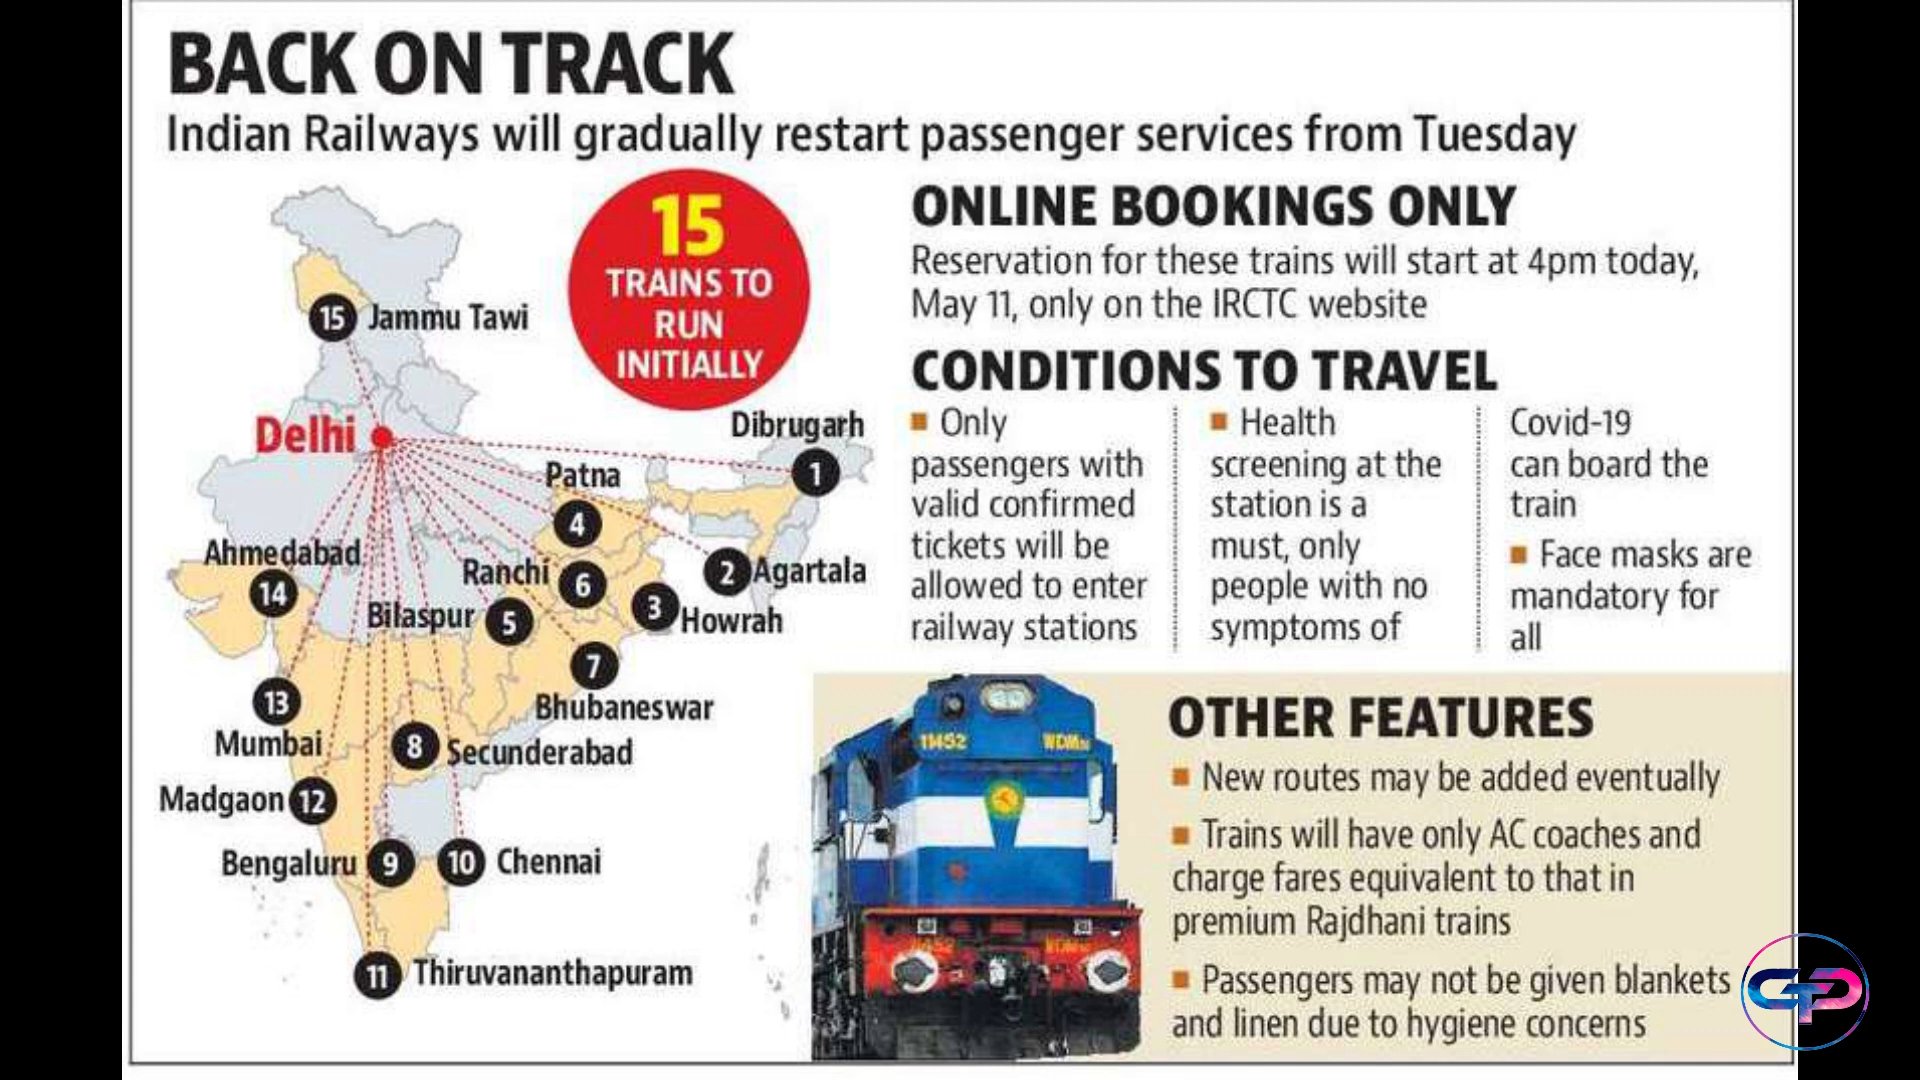 BACK ON TRACK
Indian Railways will gradually restart passenger services from Tuesday
15
TRAINS TO
RUN
INITIALLY
15 Jammu Tawi
Delhi
Dibrugarh
1
Patna
4
Ahmedabad
14
Ranchi 6
2 Agartala
Bilaspur 5
3 Howrah
7
Bhubaneswar
13
Mumbai
8 Secunderabad
Madgaon 12
Bengaluru 9
10 Chennai
11 Thiruvananthapuram
ONLINE BOOKINGS ONLY
Reservation for these trains will start at 4pm today,
May 11, only on the IRCTC website
CONDITIONS TO TRAVEL
Only
passengers with
valid confirmed
tickets will be
allowed to enter
railway stations
Health
screening at the
station is a
must, only
people with no
symptoms of
Covid-19
can board the
train
Face masks are
mandatory for
all
11452
OTHER FEATURES
New routes may be added eventually
Trains will have only AC coaches and
charge fares equivalent to that in
premium Rajdhani trains
Passengers may not be given blankets
and linen due to hygiene concerns